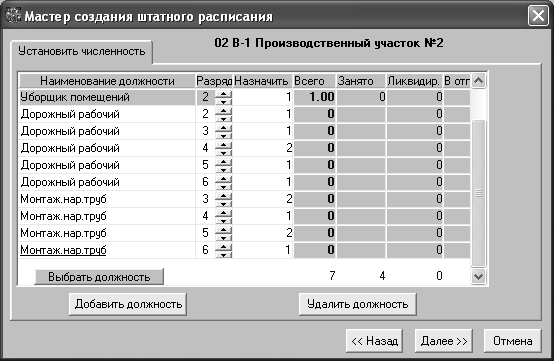 Мастер создания штатного расписания
02 В-1 Производственный участок №2
Установить численность
Наименование должности Разряд Назначить Всего Занято Ликвидир. В отг
Уборщик помещений 2 1 1.00 0 0
Дорожный рабочий 2 1 0 0
Дорожный рабочий 3 1 0 0
Дорожный рабочий 4 2 0 0
Дорожный рабочий 5 1 0 0
Дорожный рабочий 6 1 0 0
Монтаж.нар.труб 3 2 0 0
Монтаж.нар.труб 4 1 0 0
Монтаж.нар.труб 5 2 0 0
Монтаж.нар.труб 6 1 0 0
Выбрать должность 7 4 0
Добавить должность Удалить должность
<< Назад Далее >> Отмена